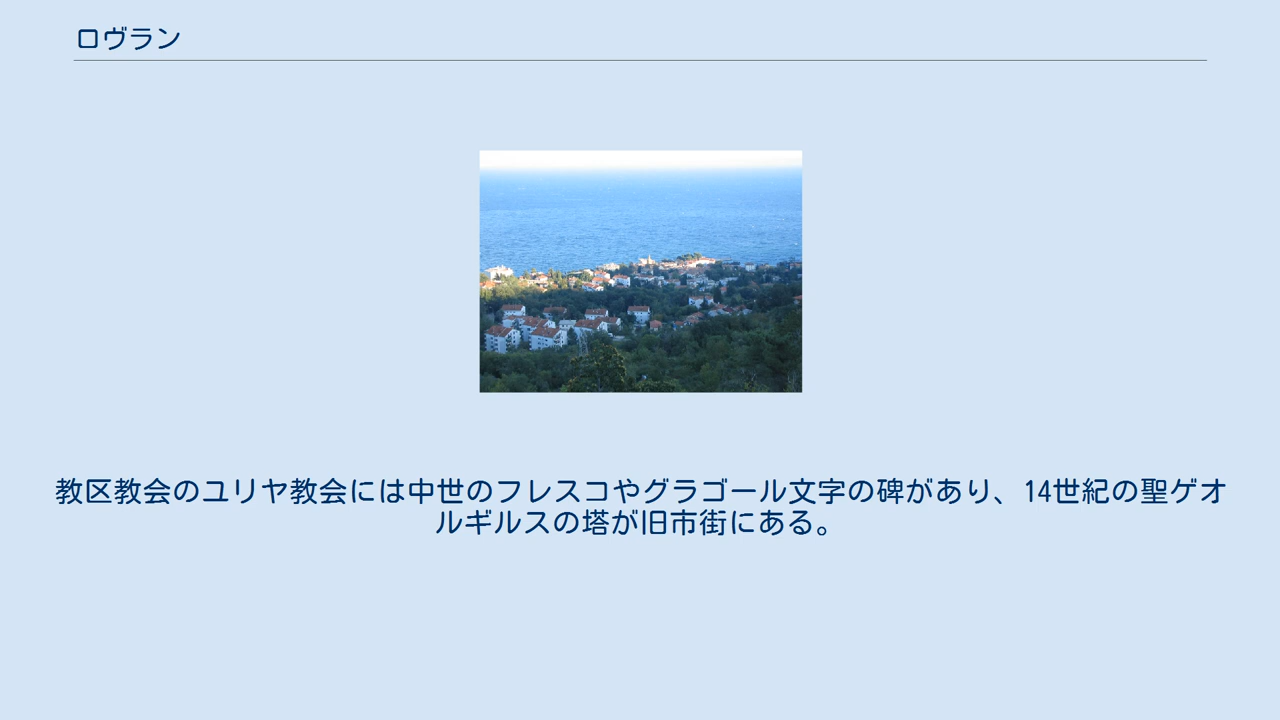 ロヴラン
教区教会のユリヤ教会には中世のフレスコやグラゴール文字の碑があり、14世紀の聖ゲオ
ルギルスの塔が旧市街にある。